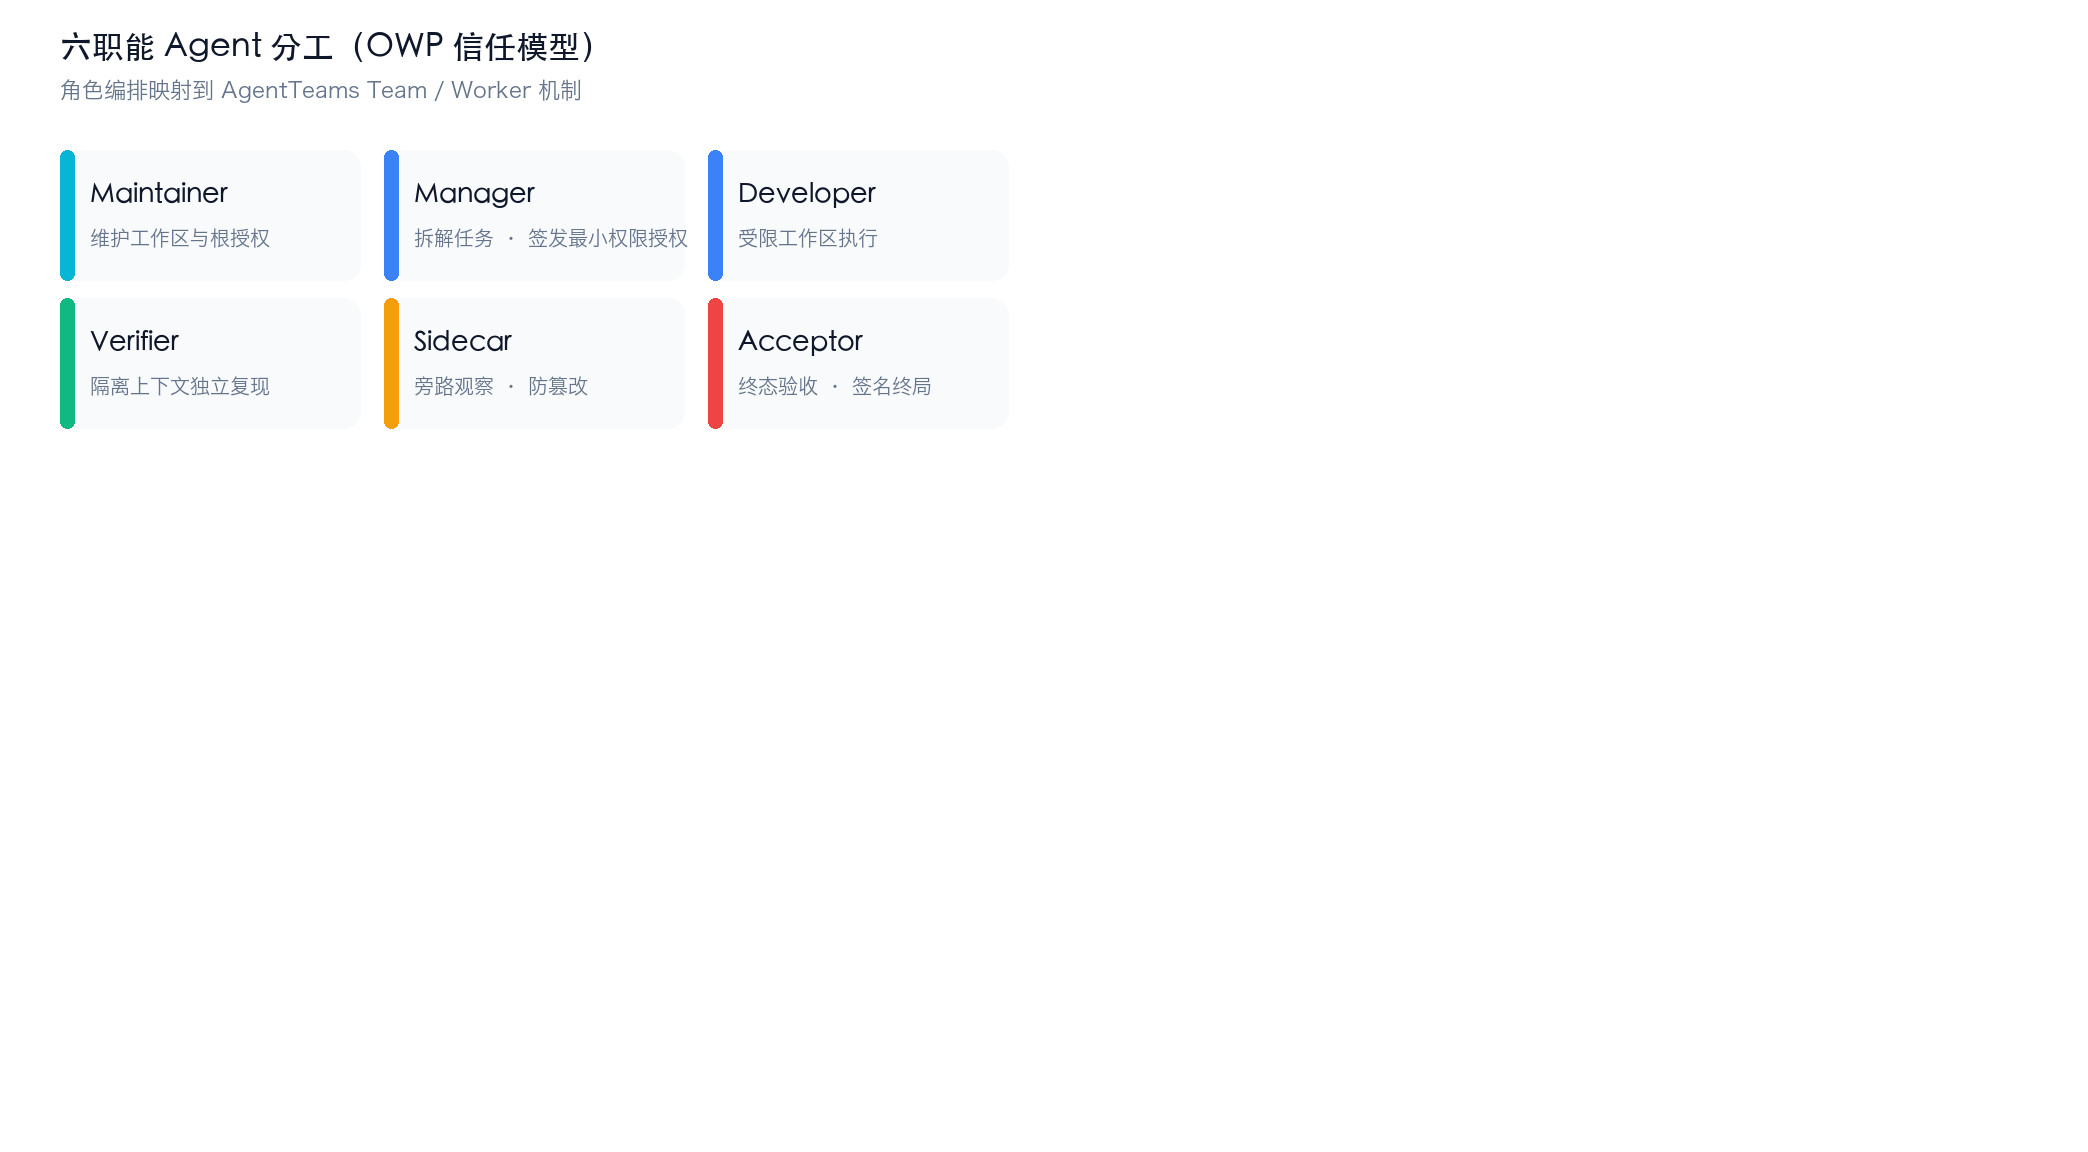 六职能 Agent 分工（OWP 信任模型）
角色编排映射到 AgentTeams Team / Worker 机制
Maintainer
维护工作区与根授权
Manager
拆解任务 · 签发最小权限授权
Developer
受限工作区执行
Verifier
隔离上下文独立复现
Sidecar
旁路观察 · 防篡改
Acceptor
终态验收 · 签名终局